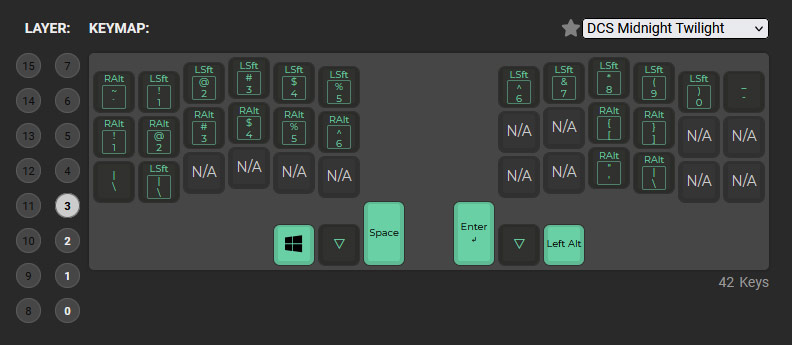 LAYER: KEYMAP: DCS Midnight Twilight
15 7
14 6
13 5
12 4
11 3
10 2
9 1
8 0
RAlt LSft LSft LSft LSft LSft LSft LSft LSft LSft LSft
~ ! @ # $ % ^ & * ( ) _
` 1 2 3 4 5 6 7 8 9 0 -
RAlt RAlt RAlt RAlt RAlt RAlt N/A N/A RAlt RAlt N/A N/A
! @ # $ % ^ { }
1 2 3 4 5 6 [ ]
| LSft N/A N/A N/A N/A N/A N/A RAlt RAlt N/A N/A
\ | " |
\ ' \
Space Enter
▽ ↲ ▽ Left Alt
42 Keys